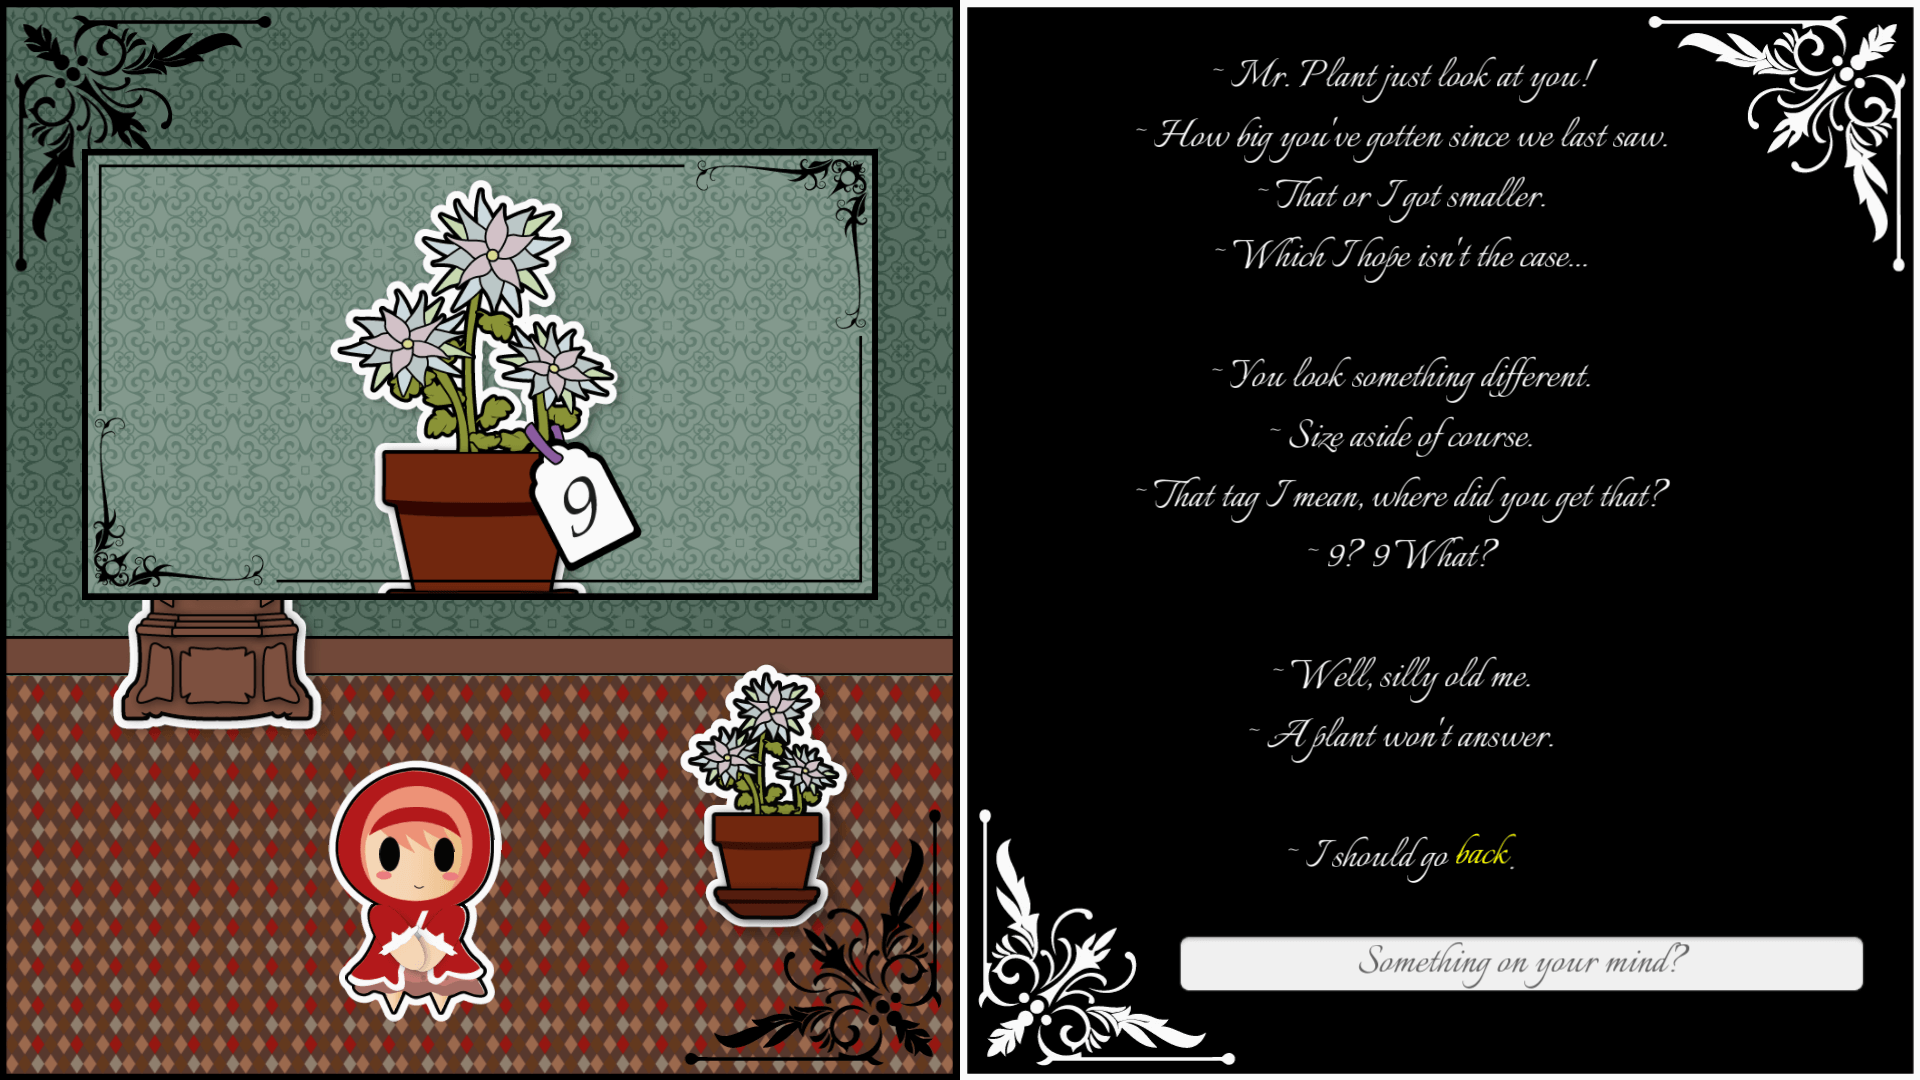 9
~ Mr. Plant just look at you!
~ How big you've gotten since we last saw.
~ That or I got smaller.
~ Which I hope isn't the case...
~ You look something different.
~ Size aside of course.
~ That tag I mean, where did you get that?
~ 9? 9 What?
~ Well, silly old me.
~ A plant won't answer.
~ I should go back.
Something on your mind?